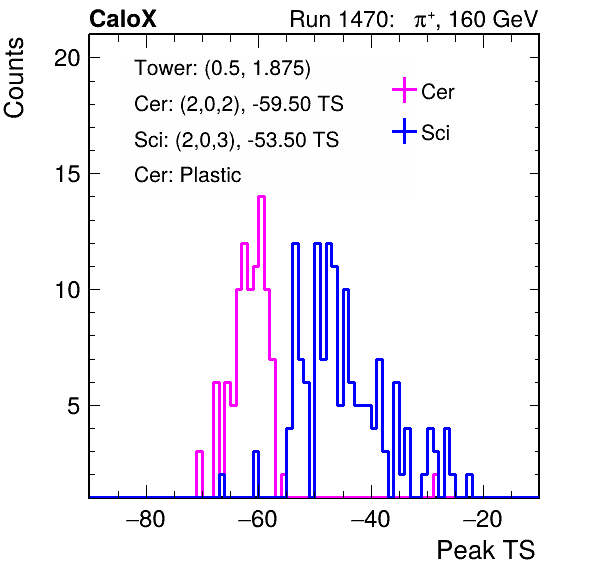 CaloX Run 1470: π⁺, 160 GeV
Counts
20
15
10
5
Tower: (0.5, 1.875)
Cer: (2,0,2), -59.50 TS
Sci: (2,0,3), -53.50 TS
Cer: Plastic
Cer
Sci
−80 −60 −40 −20
Peak TS